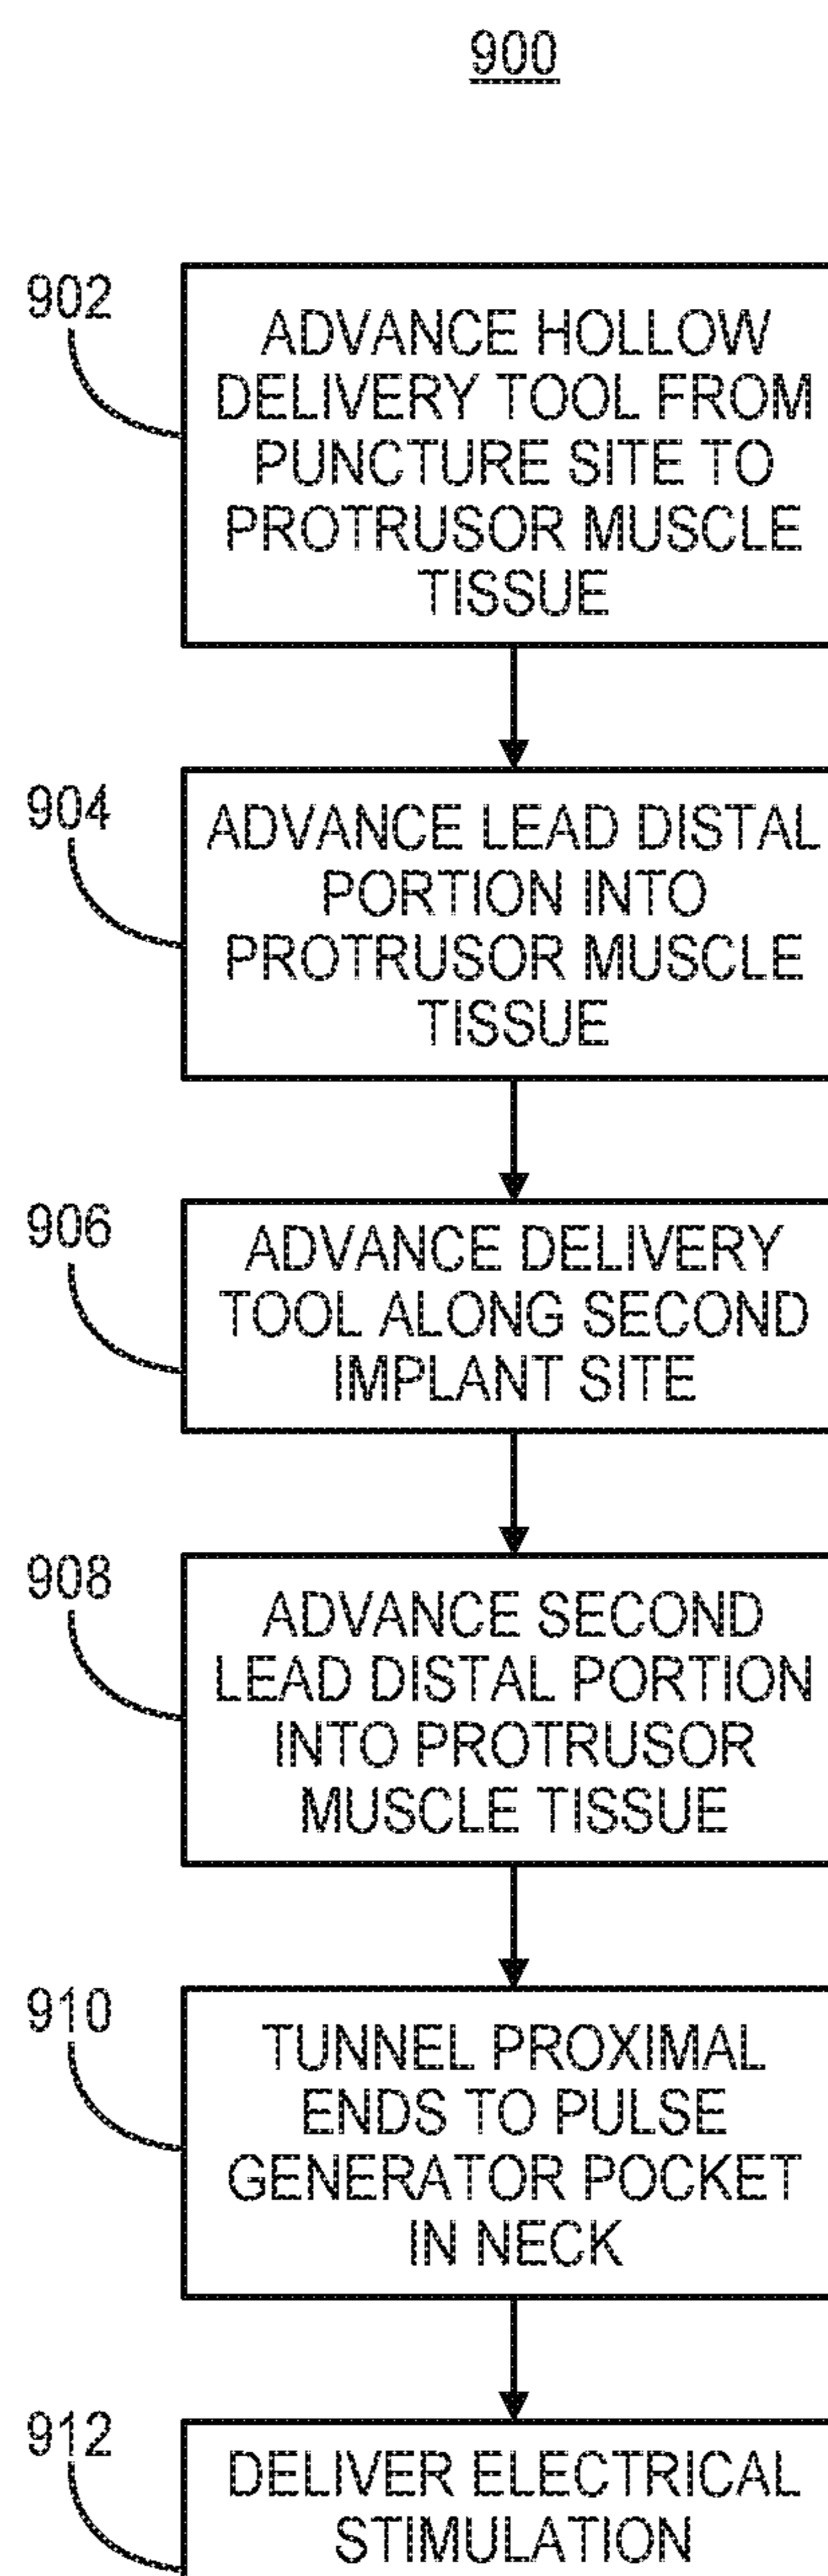 900
902
ADVANCE HOLLOW
DELIVERY TOOL FROM
PUNCTURE SITE TO
PROTRUSOR MUSCLE
TISSUE
904
ADVANCE LEAD DISTAL
PORTION INTO
PROTRUSOR MUSCLE
TISSUE
906
ADVANCE DELIVERY
TOOL ALONG SECOND
IMPLANT SITE
908
ADVANCE SECOND
LEAD DISTAL PORTION
INTO PROTRUSOR
MUSCLE TISSUE
910
TUNNEL PROXIMAL
ENDS TO PULSE
GENERATOR POCKET
IN NECK
912
DELIVER ELECTRICAL
STIMULATION